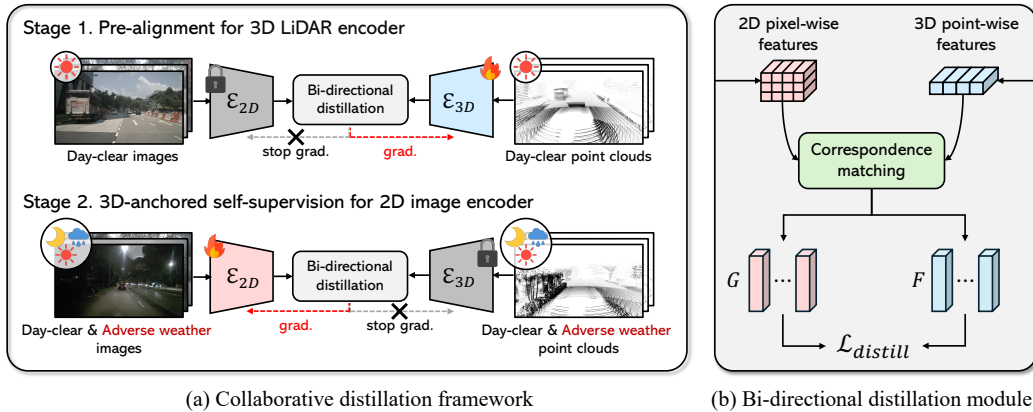 Stage 1. Pre-alignment for 3D LiDAR encoder
ℰ2D
Bi-directional
distillation
ℰ3D
stop grad.
grad.
Day-clear images
Day-clear point clouds
Stage 2. 3D-anchored self-supervision for 2D image encoder
ℰ2D
Bi-directional
distillation
ℰ3D
grad.
stop grad.
Day-clear & Adverse weather
images
Day-clear & Adverse weather
point clouds
(a) Collaborative distillation framework
2D pixel-wise
features
3D point-wise
features
Correspondence
matching
G
...
F
...
ℒdistill
(b) Bi-directional distillation module